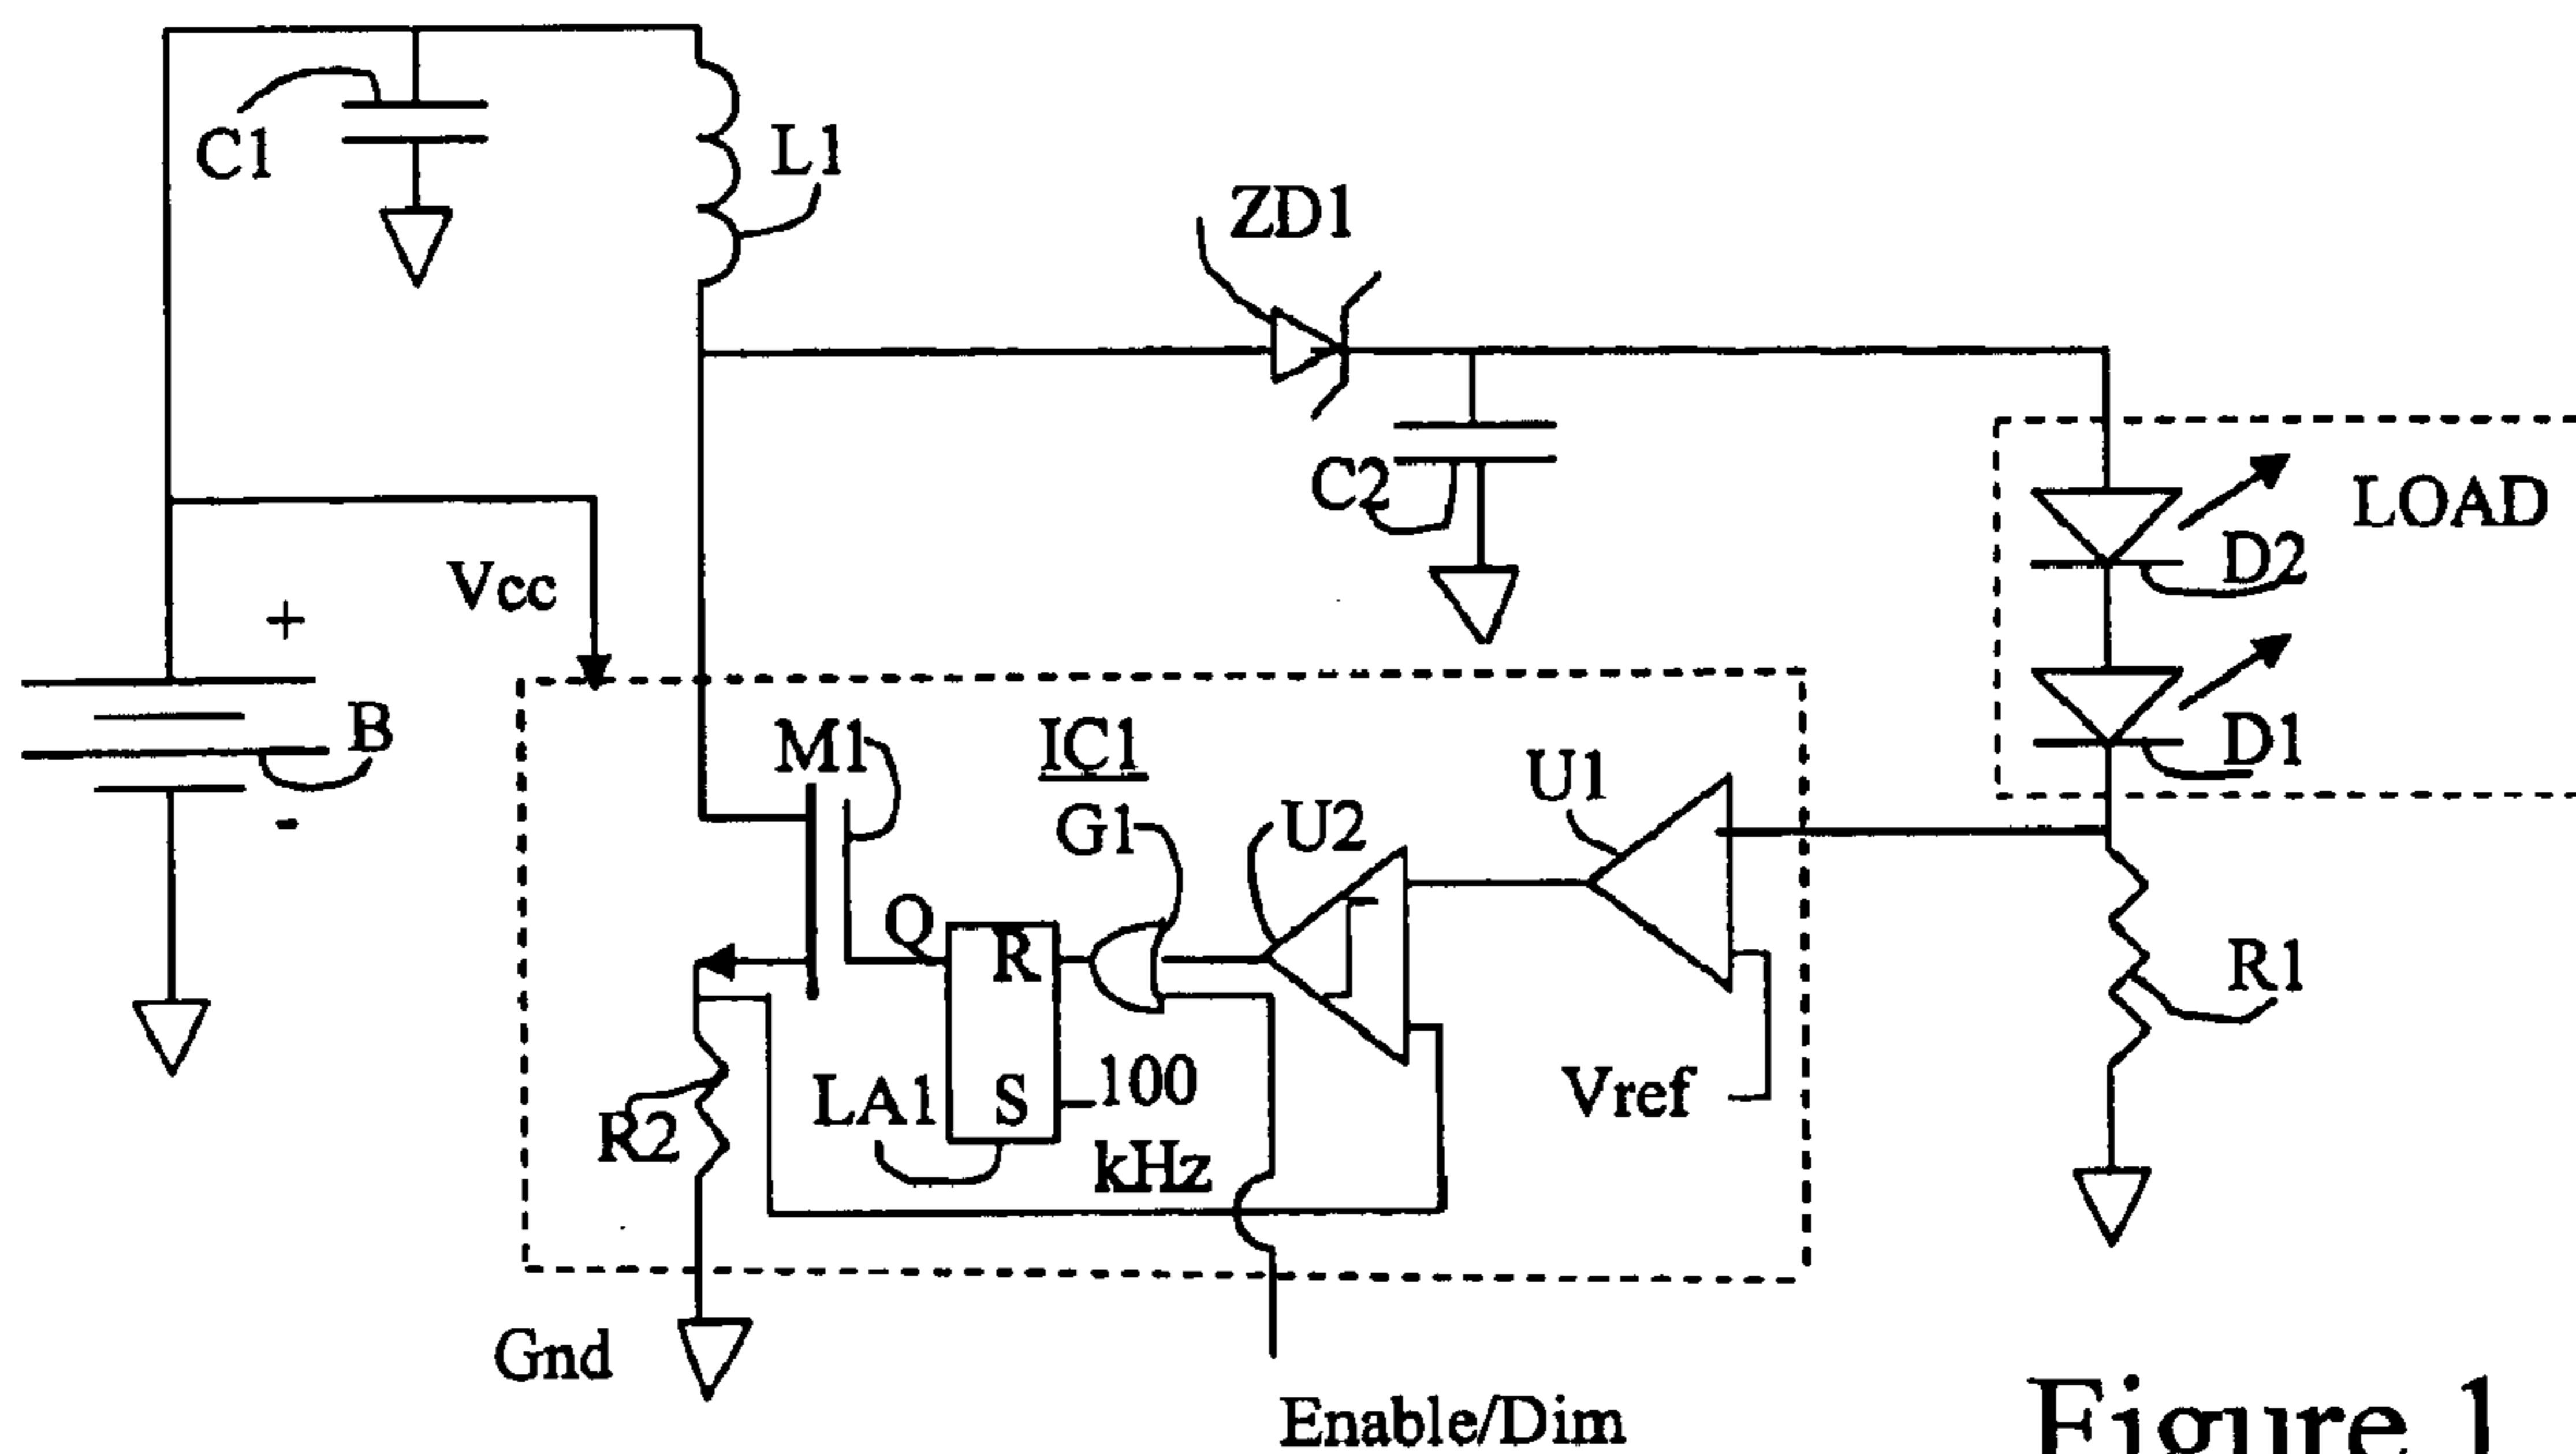 C1
L1
ZD1
C2
LOAD
D2
Vcc
+
B
-
M1
IC1
G1
U2
U1
D1
Q
R
R1
LA1
S
100
kHz
Vref
R2
Gnd
Enable/Dim
Figure 1